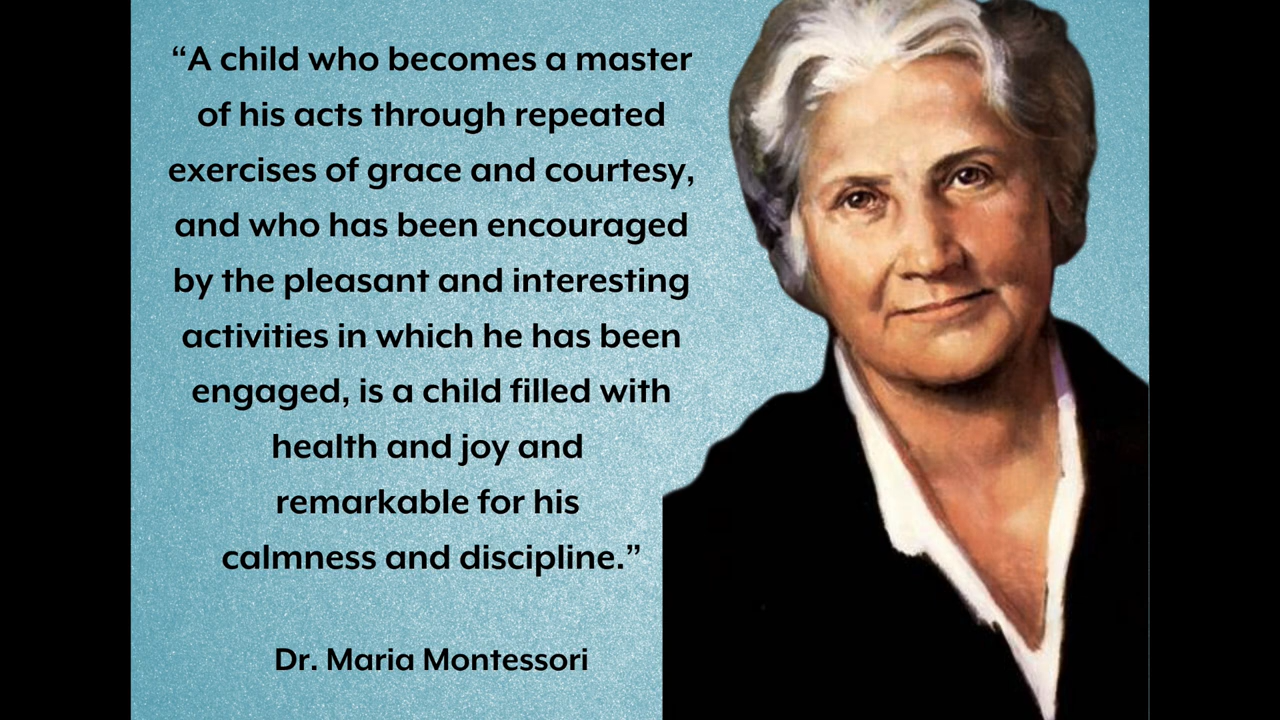 “A child who becomes a master
of his acts through repeated
exercises of grace and courtesy,
and who has been encouraged
by the pleasant and interesting
activities in which he has been
engaged, is a child filled with
health and joy and
remarkable for his
calmness and discipline.”
Dr. Maria Montessori